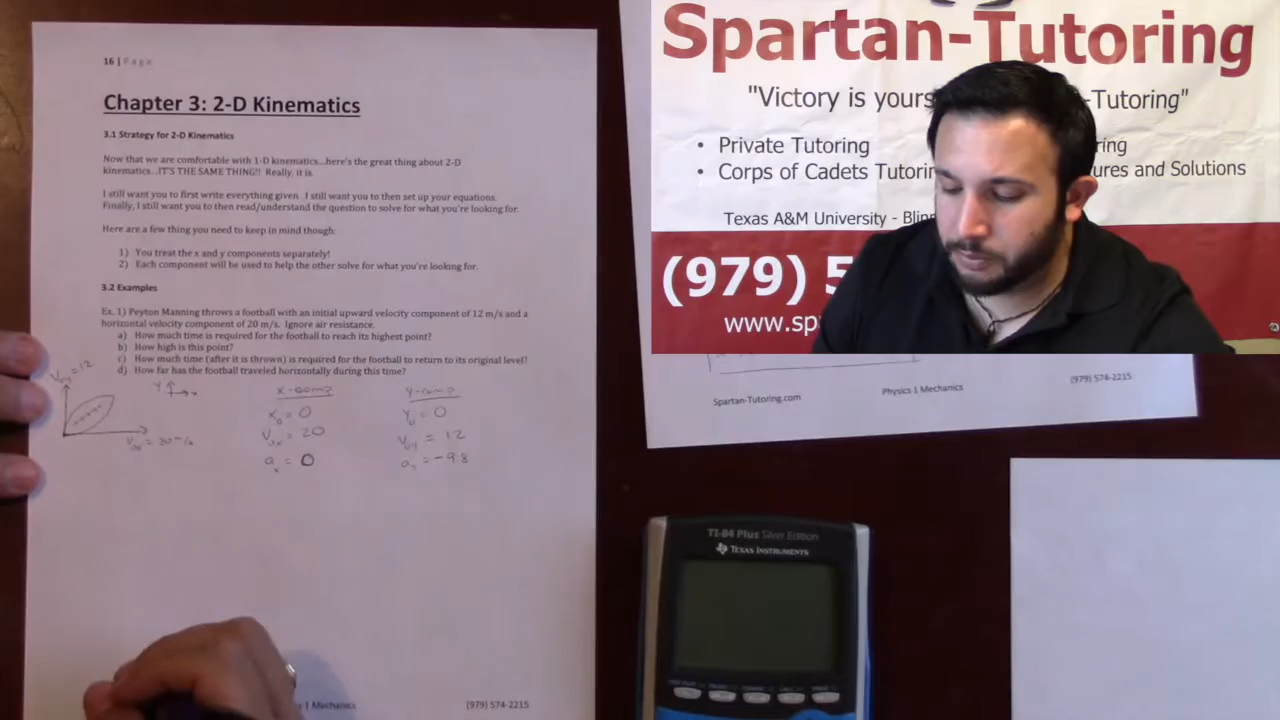 16 | Page
Chapter 3: 2-D Kinematics
3.1 Strategy for 2-D Kinematics
Now that we are comfortable with 1-D kinematics...here's the great thing about 2-D
kinematics...IT'S THE SAME THING!! Really, it is.
I still want you to first write everything given. I still want you to then set up your equations.
Finally, I still want you to then read/understand the question to solve for what you're looking for.
Here are a few thing you need to keep in mind though:
1) You treat the x and y components separately!
2) Each component will be used to help the other solve for what you're looking for.
3.2 Examples
Ex. 1) Peyton Manning throws a football with an initial upward velocity component of 12 m/s and a
horizontal velocity component of 20 m/s. Ignore air resistance.
a) How much time is required for the football to reach its highest point?
b) How high is this point?
c) How much time (after it is thrown) is required for the football to return to its original level?
d) How far has the football traveled horizontally during this time?
V₀y = 12
Y
x
V₀x = 20 m/s
x-comp
x₀ = 0
V₀x = 20
aₓ = 0
y-comp
y₀ = 0
V₀y = 12
ay = -9.8
Mechanics
(979) 574-2215
Spartan-Tutoring
"Victory is yours -Tutoring"
• Private Tutoring ring
• Corps of Cadets Tutorin ures and Solutions
Texas A&M University - Blin
(979) 5
www.sp
Spartan-Tutoring.com
Physics 1 Mechanics
(979) 574-2215
TI-84 Plus Silver Edition
TEXAS INSTRUMENTS